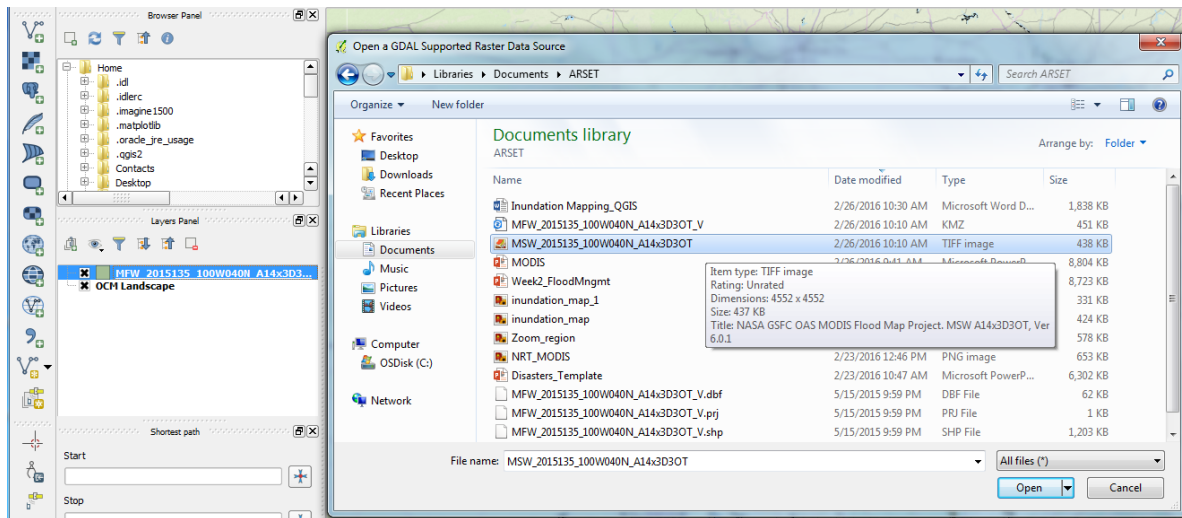 Browser Panel
Home
.idl
.idlerc
.imagine1500
.matplotlib
.oracle_jre_usage
.qgis2
Contacts
Desktop
Layers Panel
MFW_2015135_100W040N_A14x3D3...
OCM Landscape
Shortest path
Start
Stop
Open a GDAL Supported Raster Data Source
Libraries Documents ARSET
Search ARSET
Organize New folder
Favorites
Desktop
Downloads
Recent Places
Libraries
Documents
Music
Pictures
Videos
Computer
OSDisk (C:)
Network
Documents library
ARSET
Arrange by: Folder
Name Date modified Type Size
Inundation Mapping_QGIS 2/26/2016 10:30 AM Microsoft Word D... 1,838 KB
MFW_2015135_100W040N_A14x3D3OT_V 2/26/2016 10:10 AM KMZ 451 KB
MSW_2015135_100W040N_A14x3D3OT 2/26/2016 10:10 AM TIFF image 438 KB
MODIS 2/26/2016 9:41 AM Microsoft PowerP... 8,804 KB
Week2_FloodMngmt 8,723 KB
inundation_map_1 331 KB
inundation_map 424 KB
Zoom_region 578 KB
NRT_MODIS 2/23/2016 12:46 PM PNG image 653 KB
Disasters_Template 2/23/2016 10:47 AM Microsoft PowerP... 6,302 KB
MFW_2015135_100W040N_A14x3D3OT_V.dbf 5/15/2015 9:59 PM DBF File 62 KB
MFW_2015135_100W040N_A14x3D3OT_V.prj 5/15/2015 9:59 PM PRJ File 1 KB
MFW_2015135_100W040N_A14x3D3OT_V.shp 5/15/2015 9:59 PM SHP File 1,203 KB
Item type: TIFF image
Rating: Unrated
Dimensions: 4552 x 4552
Size: 437 KB
Title: NASA GSFC OAS MODIS Flood Map Project. MSW A14x3D3OT, Ver
6.0.1
File name: MSW_2015135_100W040N_A14x3D3OT
All files (*)
Open Cancel